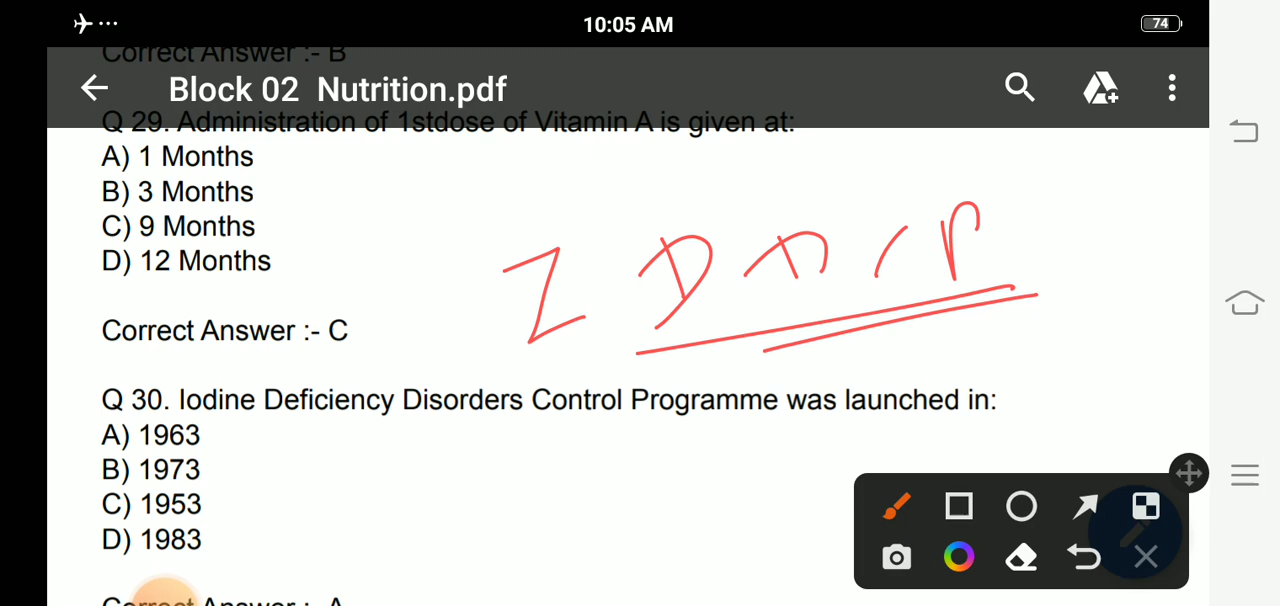 10:05 AM
74
Correct Answer :- B
Block 02 Nutrition.pdf
Q 29. Administration of 1stdose of Vitamin A is given at:
A) 1 Months
B) 3 Months
C) 9 Months
D) 12 Months
Correct Answer :- C
Q 30. Iodine Deficiency Disorders Control Programme was launched in:
A) 1963
B) 1973
C) 1953
D) 1983
Correct Answer :- A